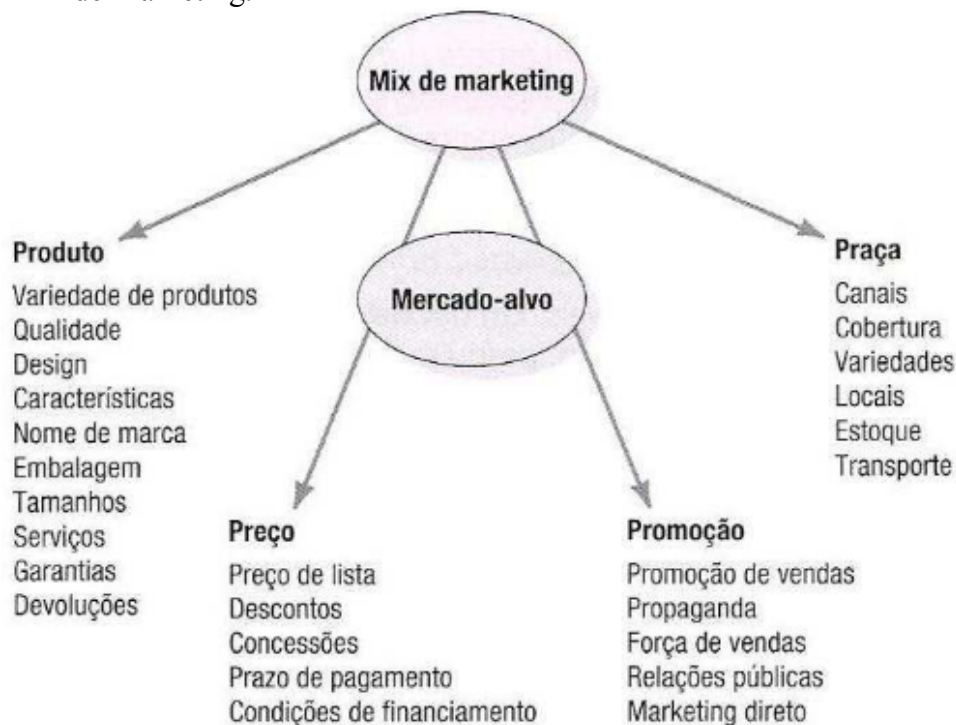 Mix de marketing
Mercado-alvo
Produto
Variedade de produtos
Qualidade
Design
Características
Nome de marca
Embalagem
Tamanhos
Serviços
Garantias
Devoluções
Preço
Preço de lista
Descontos
Concessões
Prazo de pagamento
Condições de financiamento
Promoção
Promoção de vendas
Propaganda
Força de vendas
Relações públicas
Marketing direto
Praça
Canais
Cobertura
Variedades
Locais
Estoque
Transporte